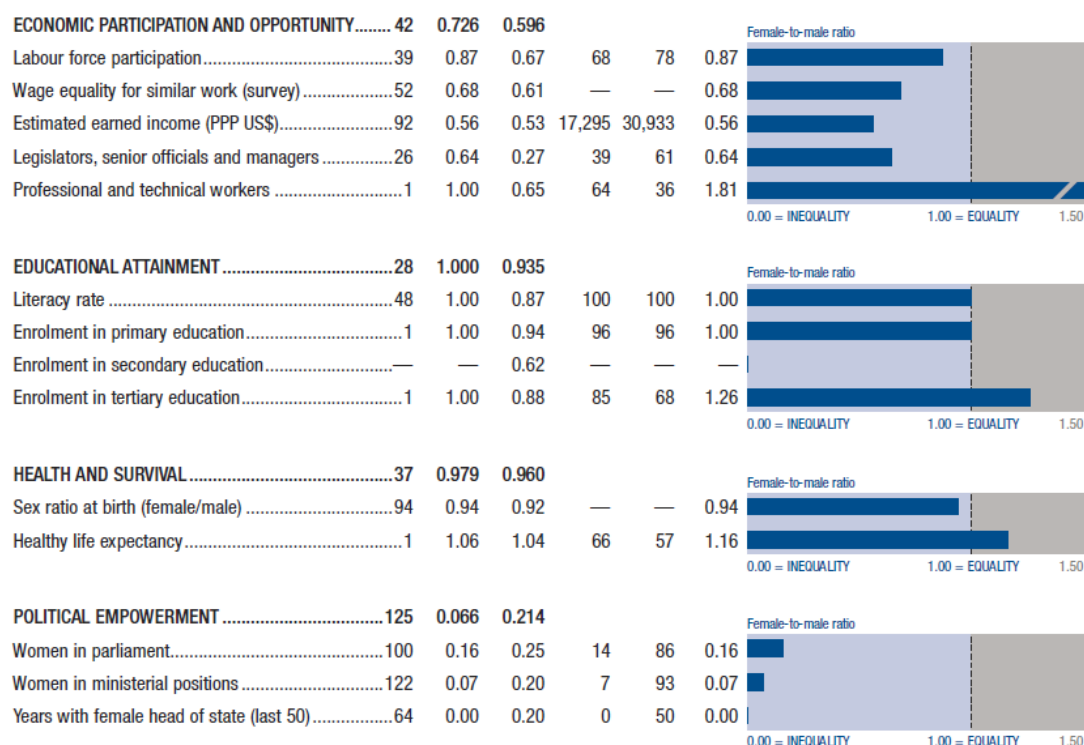 ECONOMIC PARTICIPATION AND OPPORTUNITY........ 42 0.726 0.596
Female-to-male ratio
Labour force participation.............................................39 0.87 0.67 68 78 0.87
Wage equality for similar work (survey) .....................52 0.68 0.61 — — 0.68
Estimated earned income (PPP US$)..........................92 0.56 0.53 17,295 30,933 0.56
Legislators, senior officials and managers .................26 0.64 0.27 39 61 0.64
Professional and technical workers ..............................1 1.00 0.65 64 36 1.81
0.00 = INEQUALITY 1.00 = EQUALITY 1.50
EDUCATIONAL ATTAINMENT ........................................28 1.000 0.935
Female-to-male ratio
Literacy rate ..................................................................48 1.00 0.87 100 100 1.00
Enrolment in primary education.....................................1 1.00 0.94 96 96 1.00
Enrolment in secondary education..............................— — 0.62 — — —
Enrolment in tertiary education......................................1 1.00 0.88 85 68 1.26
0.00 = INEQUALITY 1.00 = EQUALITY 1.50
HEALTH AND SURVIVAL................................................37 0.979 0.960
Female-to-male ratio
Sex ratio at birth (female/male) ...................................94 0.94 0.92 — — 0.94
Healthy life expectancy...................................................1 1.06 1.04 66 57 1.16
0.00 = INEQUALITY 1.00 = EQUALITY 1.50
POLITICAL EMPOWERMENT ......................................125 0.066 0.214
Female-to-male ratio
Women in parliament..................................................100 0.16 0.25 14 86 0.16
Women in ministerial positions ..................................122 0.07 0.20 7 93 0.07
Years with female head of state (last 50)...................64 0.00 0.20 0 50 0.00
0.00 = INEQUALITY 1.00 = EQUALITY 1.50